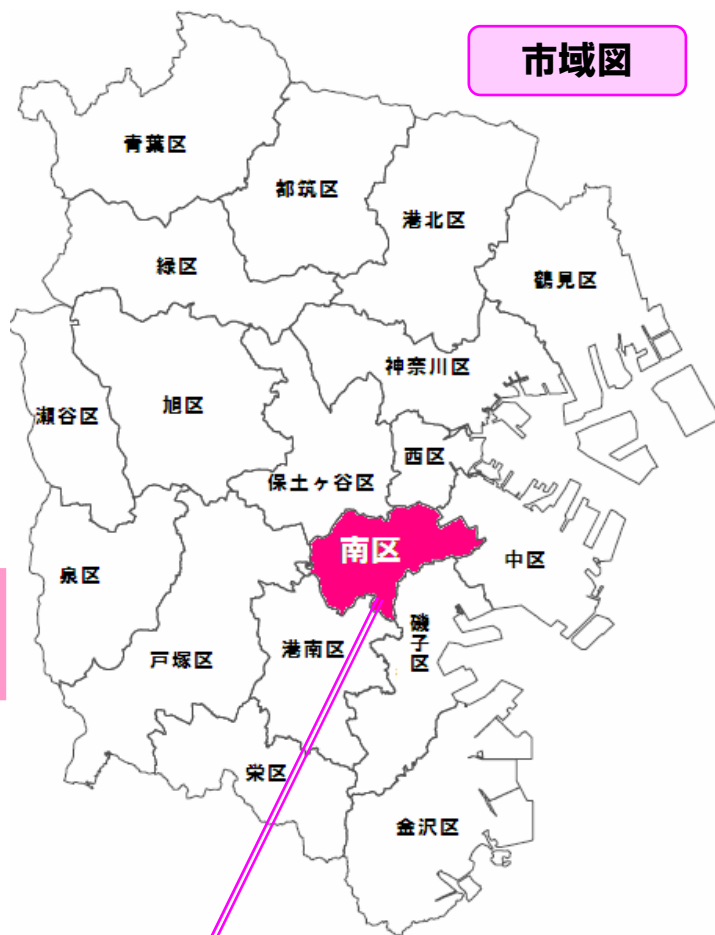 市域図
青葉区
都筑区
港北区
緑区
鶴見区
神奈川区
瀬谷区
旭区
西区
保土ヶ谷区
南区
中区
泉区
磯子区
港南区
戸塚区
栄区
金沢区